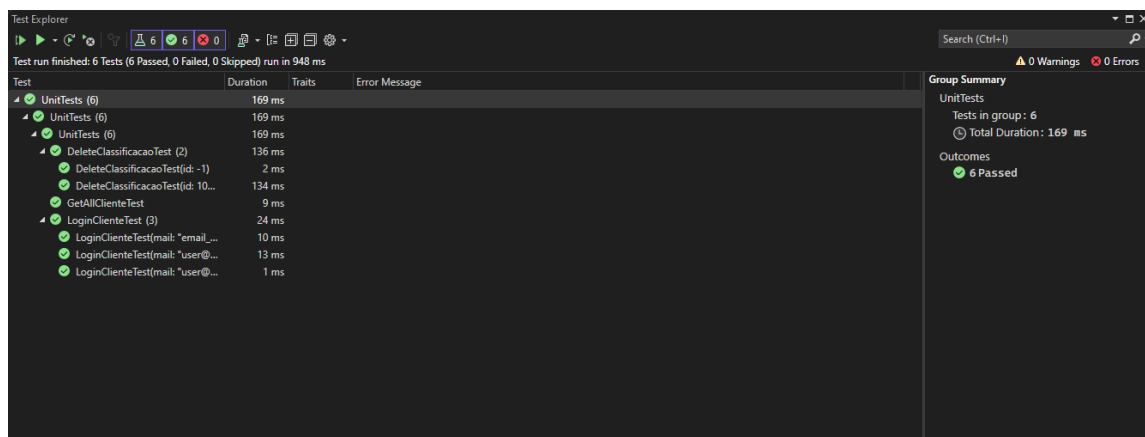 Test Explorer
6 6 0
Search (Ctrl+I)
Test run finished: 6 Tests (6 Passed, 0 Failed, 0 Skipped) run in 948 ms
0 Warnings 0 Errors
Test Duration Traits Error Message
UnitTests (6) 169 ms
UnitTests (6) 169 ms
UnitTests (6) 169 ms
DeleteClassificacaoTest (2) 136 ms
DeleteClassificacaoTest(id: -1) 2 ms
DeleteClassificacaoTest(id: 10... 134 ms
GetAllClienteTest 9 ms
LoginClienteTest (3) 24 ms
LoginClienteTest(mail: "email_... 10 ms
LoginClienteTest(mail: "user@... 13 ms
LoginClienteTest(mail: "user@... 1 ms
Group Summary
UnitTests
Tests in group: 6
Total Duration: 169 ms
Outcomes
6 Passed